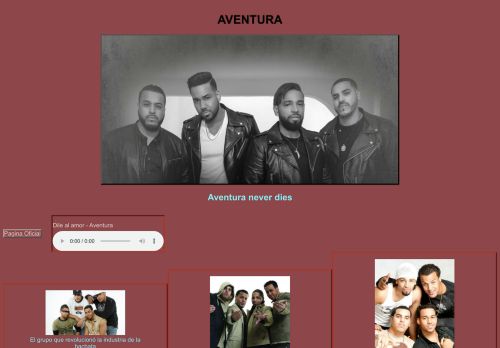 AVENTURA
Aventura never dies
Pagina Oficial
Dile al amor - Aventura
0:00 / 0:00
El grupo que revolucionó la industria de la
bachata